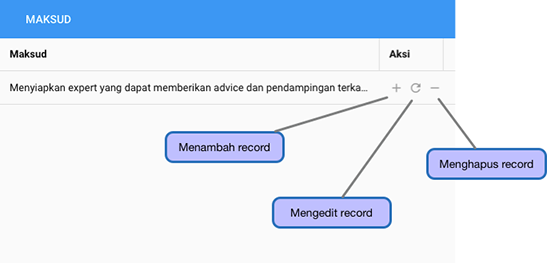 MAKSUD
Maksud Aksi
Menyiapkan expert yang dapat memberikan advice dan pendampingan terka...
Menambah record
Menghapus record
Mengedit record